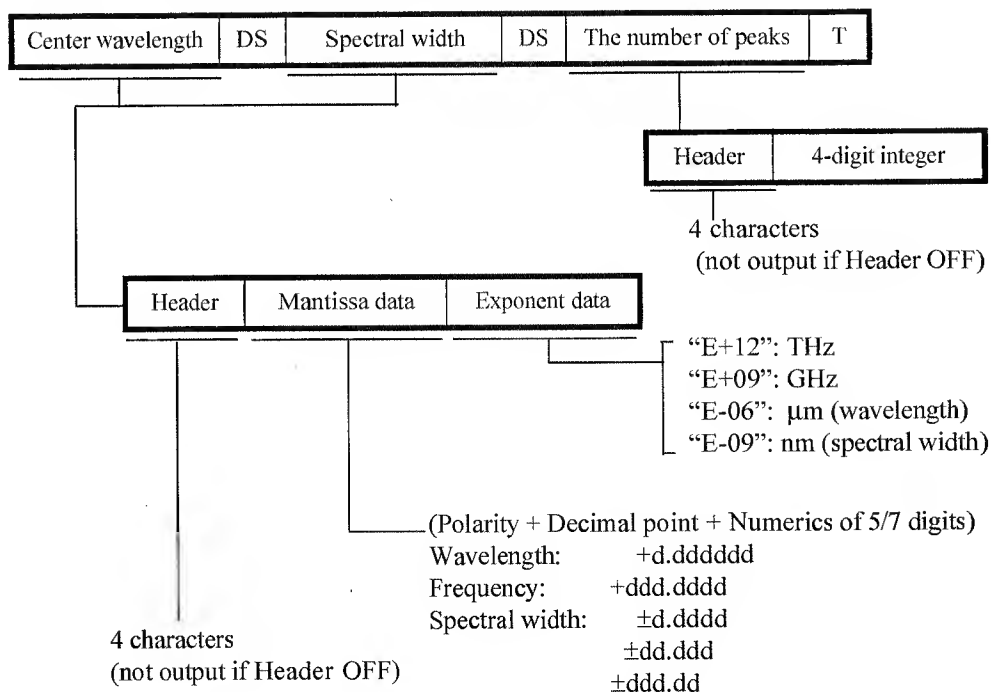 Center wavelength DS Spectral width DS The number of peaks T
Header 4-digit integer
4 characters
(not output if Header OFF)
Header Mantissa data Exponent data
“E+12”: THz
“E+09”: GHz
“E-06”: μm (wavelength)
“E-09”: nm (spectral width)
(Polarity + Decimal point + Numerics of 5/7 digits)
Wavelength: +d.dddddd
Frequency: +ddd.dddd
Spectral width: ±d.dddd
±dd.ddd
±ddd.dd
4 characters
(not output if Header OFF)